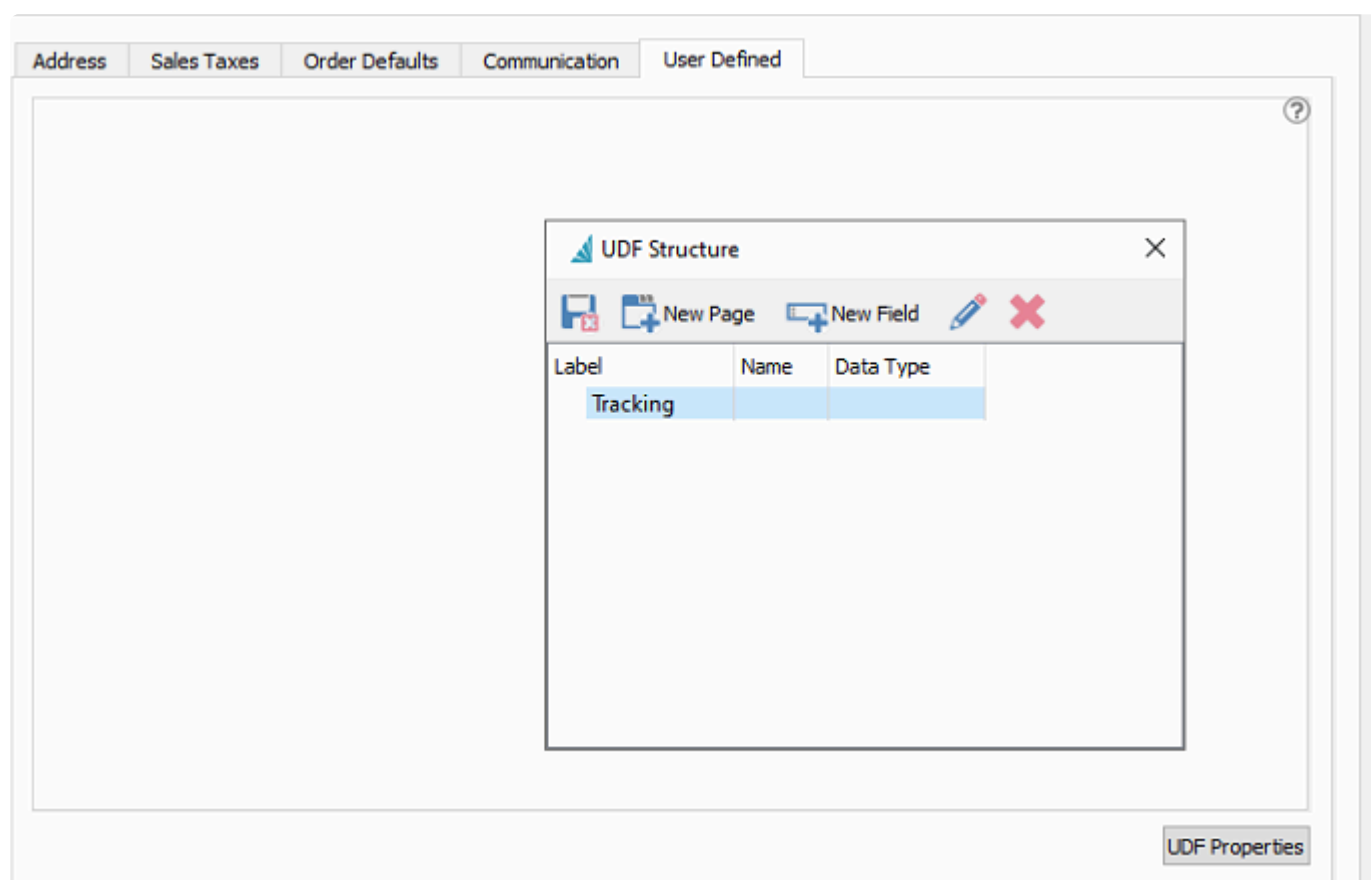 Address Sales Taxes Order Defaults Communication User Defined
?
UDF Structure
New Page New Field
Label Name Data Type
Tracking
UDF Properties